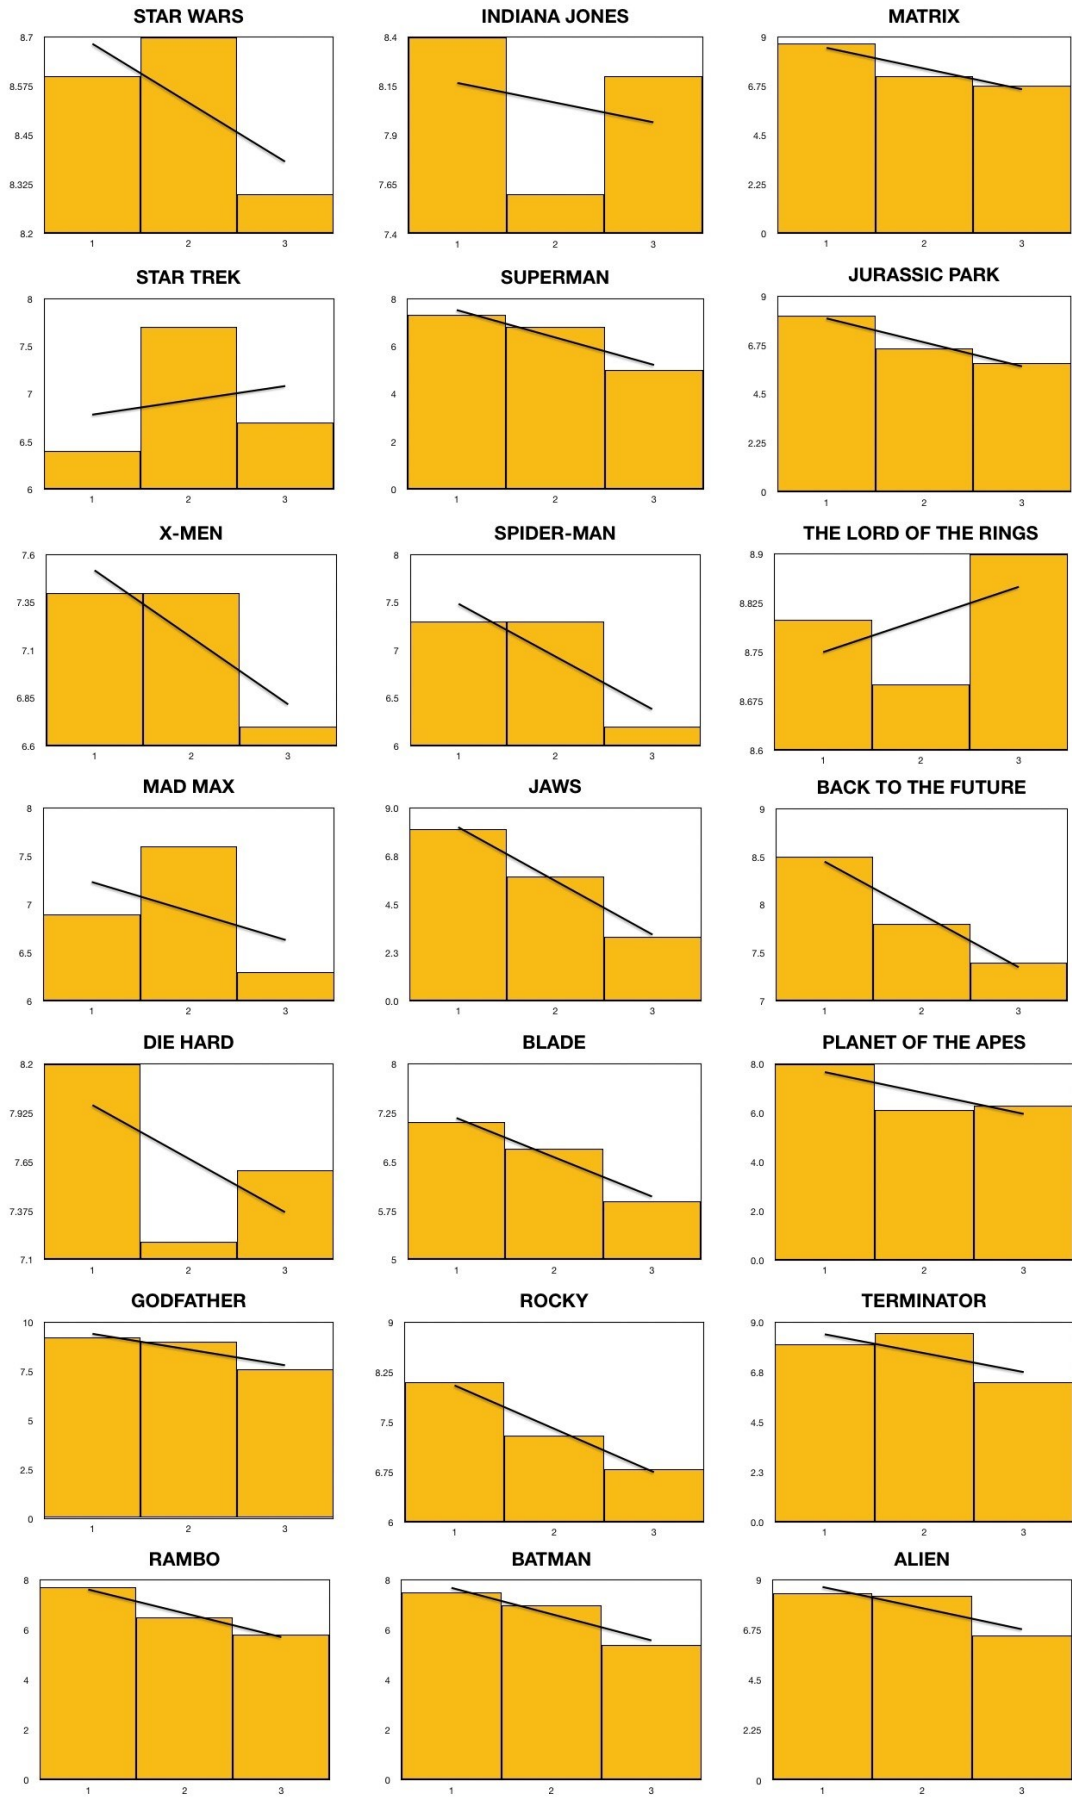 STAR WARS
8.7
8.575
8.45
8.325
8.2
1 2 3
INDIANA JONES
8.4
8.15
7.9
7.65
7.4
1 2 3
MATRIX
9
6.75
4.5
2.25
0
1 2 3
STAR TREK
8
7.5
7
6.5
6
1 2 3
SUPERMAN
8
6
4
2
0
1 2 3
JURASSIC PARK
9
6.75
4.5
2.25
0
1 2 3
X-MEN
7.6
7.35
7.1
6.85
6.6
1 2 3
SPIDER-MAN
8
7.5
7
6.5
6
1 2 3
THE LORD OF THE RINGS
8.9
8.825
8.75
8.675
8.6
1 2 3
MAD MAX
8
7.5
7
6.5
6
1 2 3
JAWS
9.0
6.8
4.5
2.3
0.0
1 2 3
BACK TO THE FUTURE
9
8.5
8
7.5
7
1 2 3
DIE HARD
8.2
7.925
7.65
7.375
7.1
1 2 3
BLADE
8
7.25
6.5
5.75
5
1 2 3
PLANET OF THE APES
8.0
6.0
4.0
2.0
0.0
1 2 3
GODFATHER
10
7.5
5
2.5
0
1 2 3
ROCKY
9
8.25
7.5
6.75
6
1 2 3
TERMINATOR
9.0
6.8
4.5
2.3
0.0
1 2 3
RAMBO
8
6
4
2
0
1 2 3
BATMAN
8
6
4
2
0
1 2 3
ALIEN
9
6.75
4.5
2.25
0
1 2 3